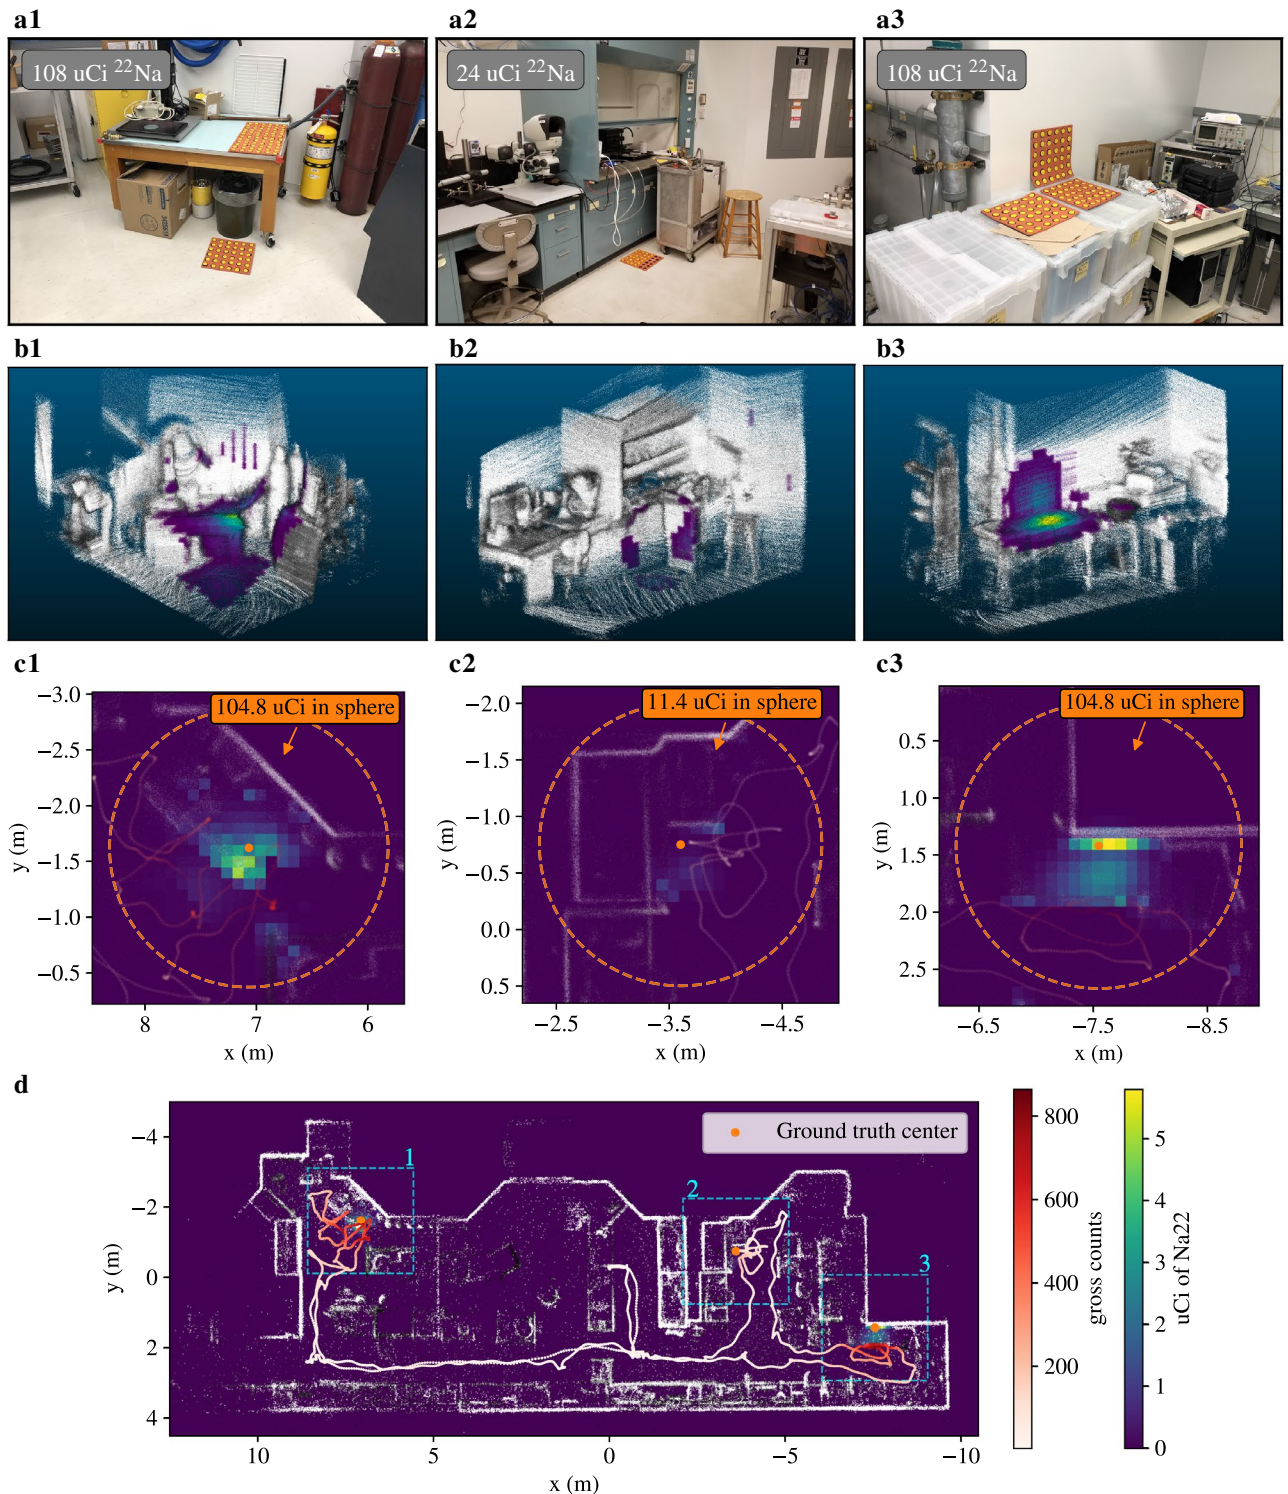 a1
a2
a3
108 uCi ²²Na
24 uCi ²²Na
108 uCi ²²Na
b1
b2
b3
c1
c2
c3
104.8 uCi in sphere
11.4 uCi in sphere
104.8 uCi in sphere
−3.0
−2.5
−2.0
−1.5
−1.0
−0.5
y (m)
8
7
6
x (m)
−2.0
−1.5
−1.0
−0.5
0.0
0.5
y (m)
−2.5
−3.5
−4.5
x (m)
0.5
1.0
1.5
2.0
2.5
y (m)
−6.5
−7.5
−8.5
x (m)
d
Ground truth center
1
2
3
−4
−2
0
2
4
y (m)
10
5
0
−5
−10
x (m)
800
600
400
200
gross counts
5
4
3
2
1
0
uCi of Na22